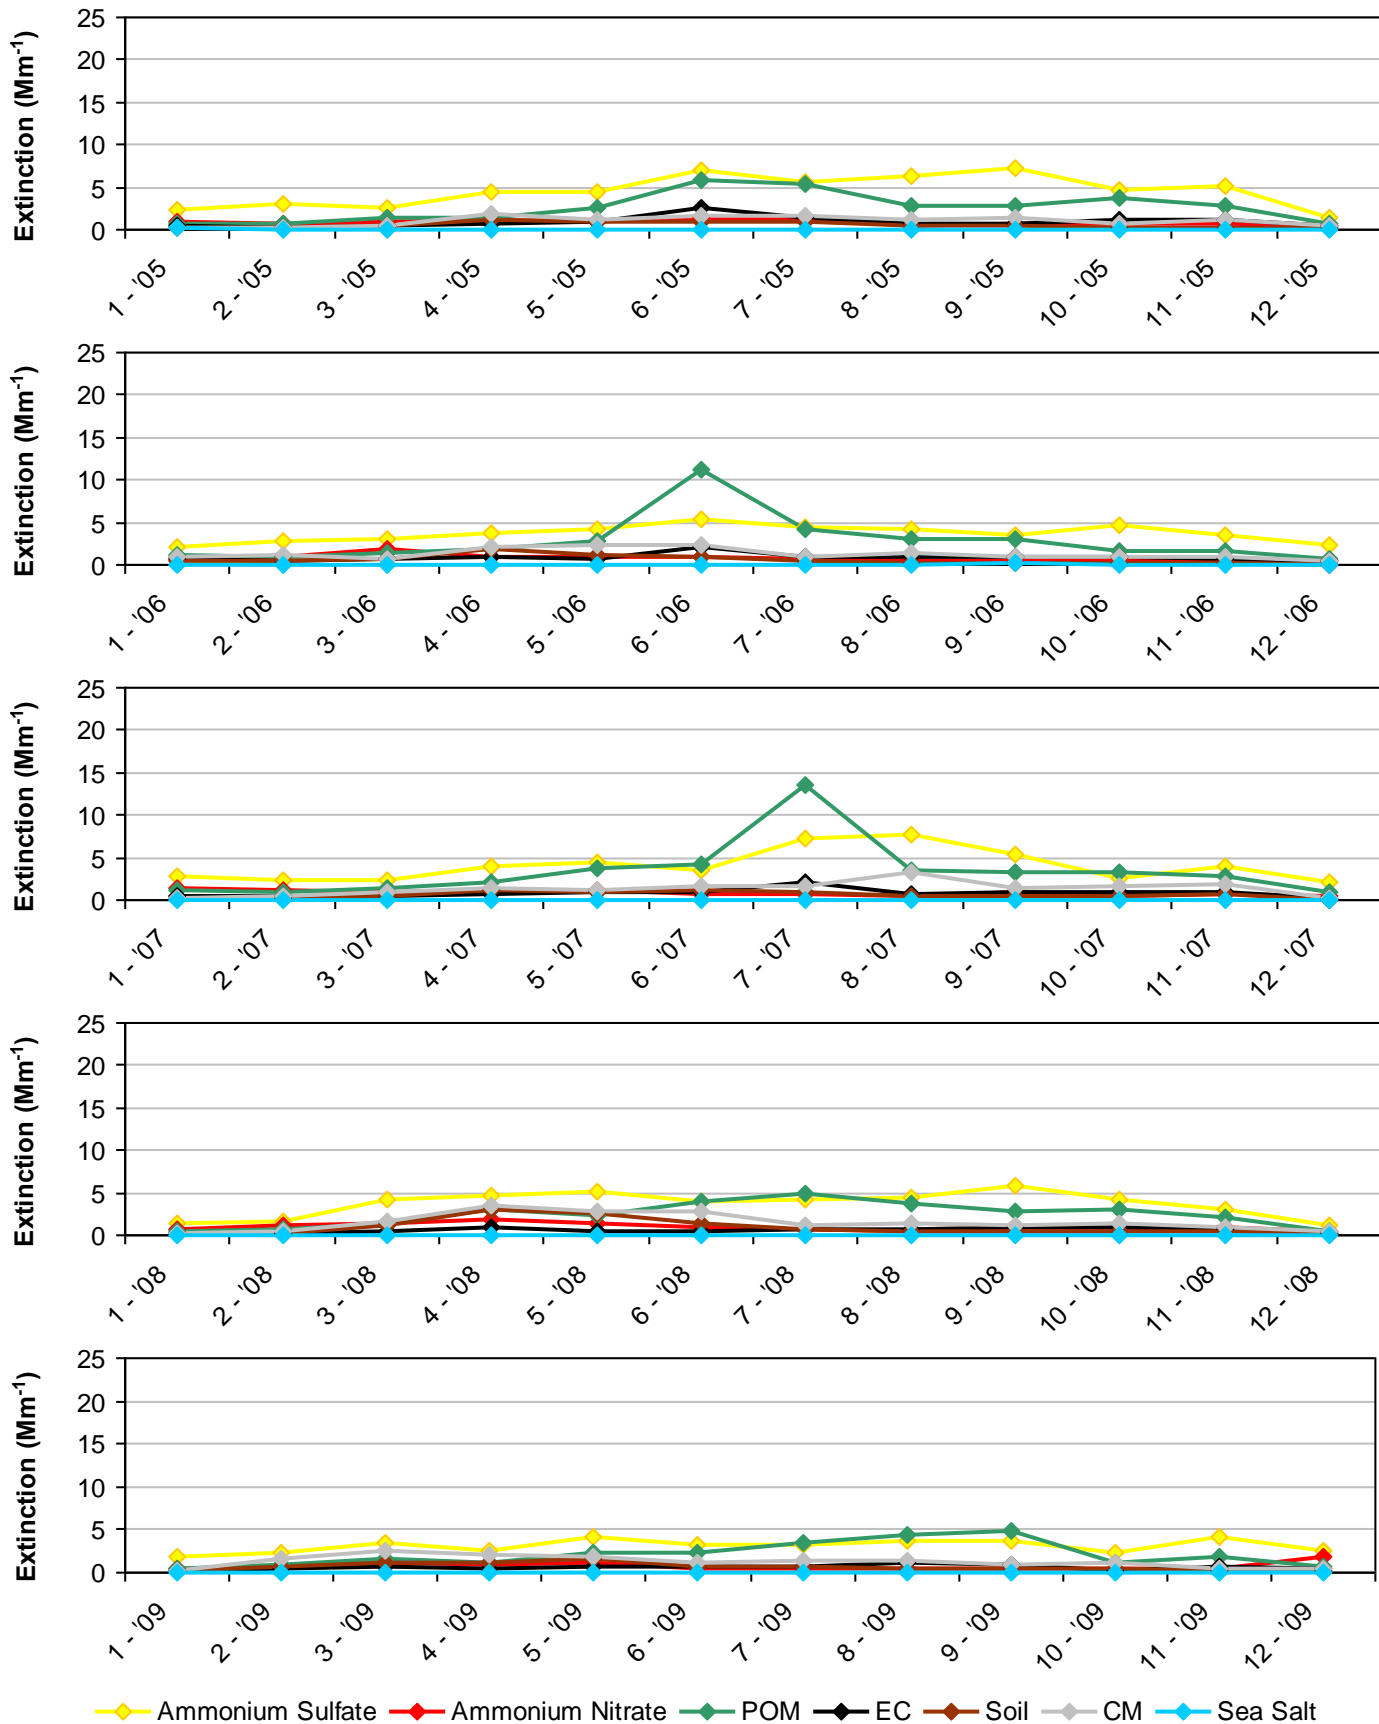 Extinction (Mm-1)
25
20
15
10
5
0
1 - '05 2 - '05 3 - '05 4 - '05 5 - '05 6 - '05 7 - '05 8 - '05 9 - '05 10 - '05 11 - '05 12 - '05
Extinction (Mm-1)
25
20
15
10
5
0
1 - '06 2 - '06 3 - '06 4 - '06 5 - '06 6 - '06 7 - '06 8 - '06 9 - '06 10 - '06 11 - '06 12 - '06
Extinction (Mm-1)
25
20
15
10
5
0
1 - '07 2 - '07 3 - '07 4 - '07 5 - '07 6 - '07 7 - '07 8 - '07 9 - '07 10 - '07 11 - '07 12 - '07
Extinction (Mm-1)
25
20
15
10
5
0
1 - '08 2 - '08 3 - '08 4 - '08 5 - '08 6 - '08 7 - '08 8 - '08 9 - '08 10 - '08 11 - '08 12 - '08
Extinction (Mm-1)
25
20
15
10
5
0
1 - '09 2 - '09 3 - '09 4 - '09 5 - '09 6 - '09 7 - '09 8 - '09 9 - '09 10 - '09 11 - '09 12 - '09
Ammonium Sulfate Ammonium Nitrate POM EC Soil CM Sea Salt